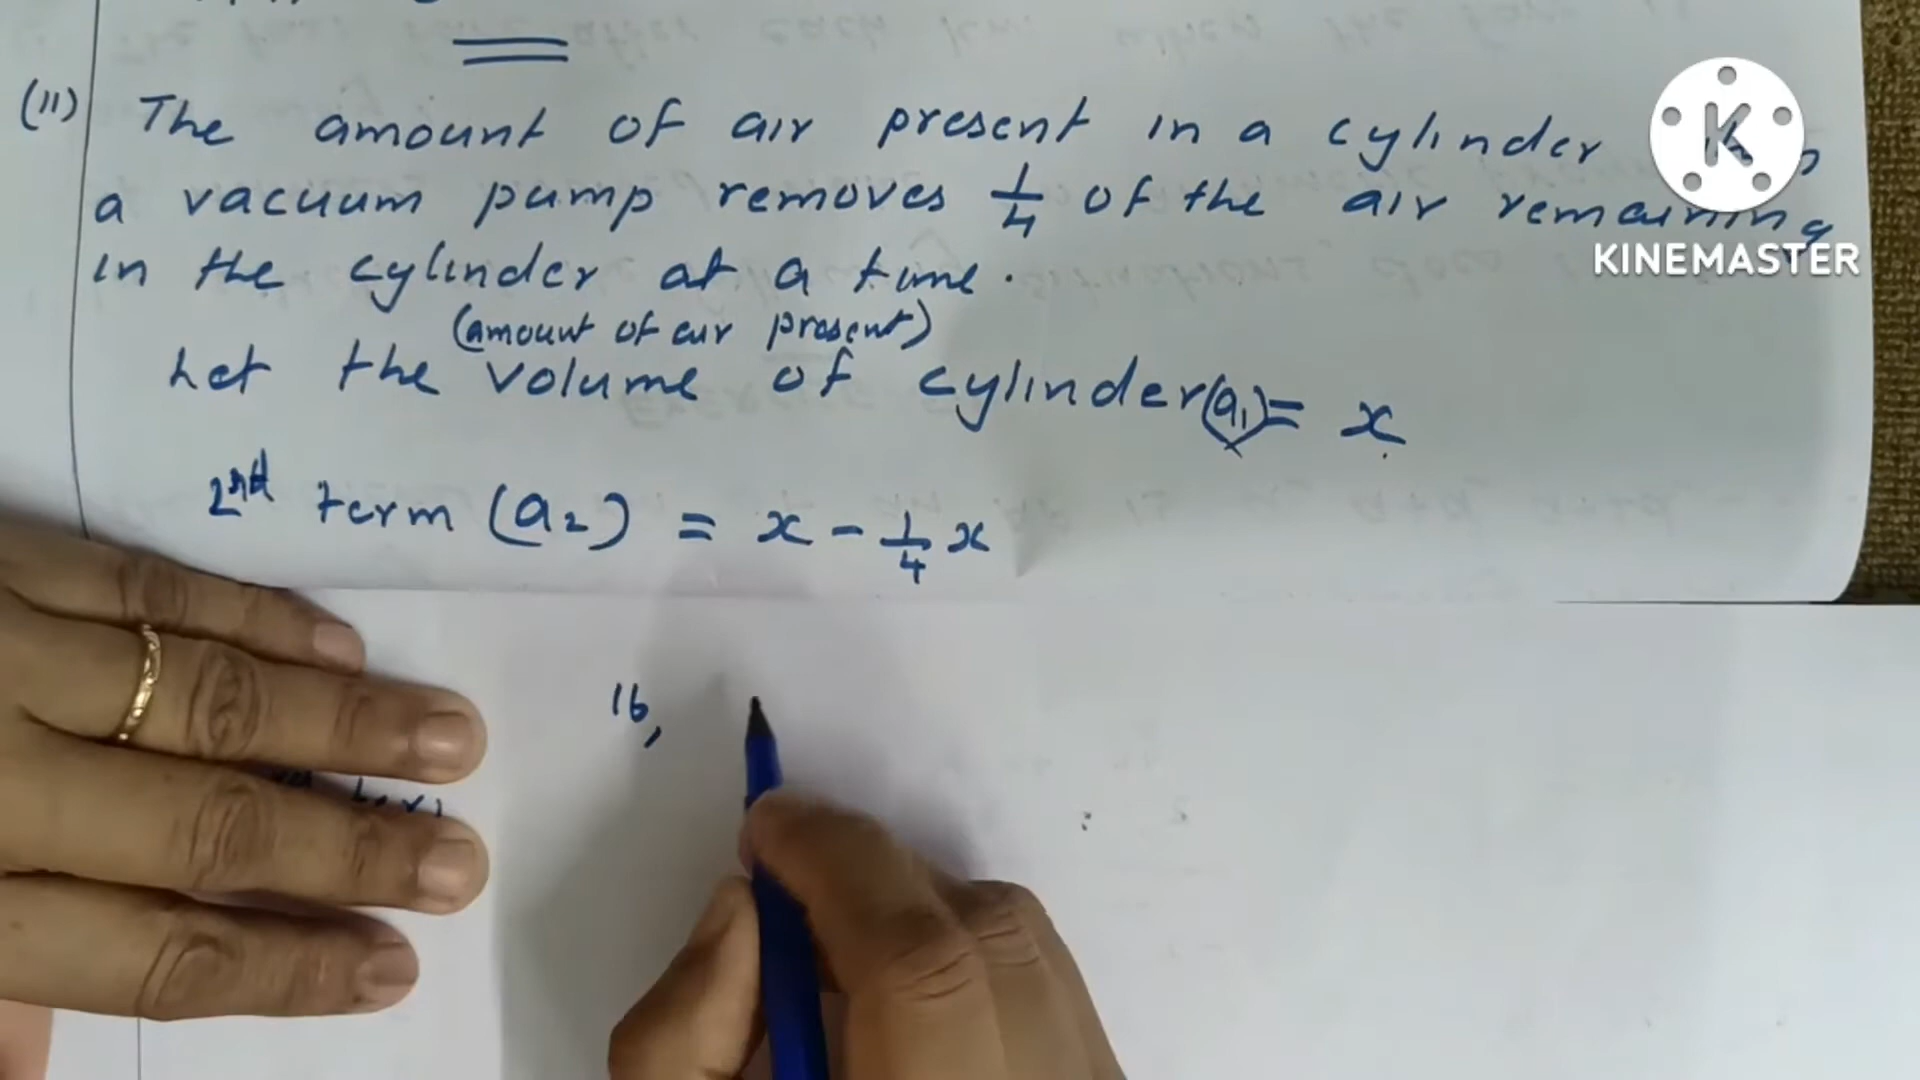 (11) The amount of air present in a cylinder
a vacuum pump removes 1/4 of the air remaining
in the cylinder at a time.
(amount of air present)
Let the volume of cylinder(a1) = x
2nd term (a2) = x - 1/4 x
16,
K
KINEMASTER